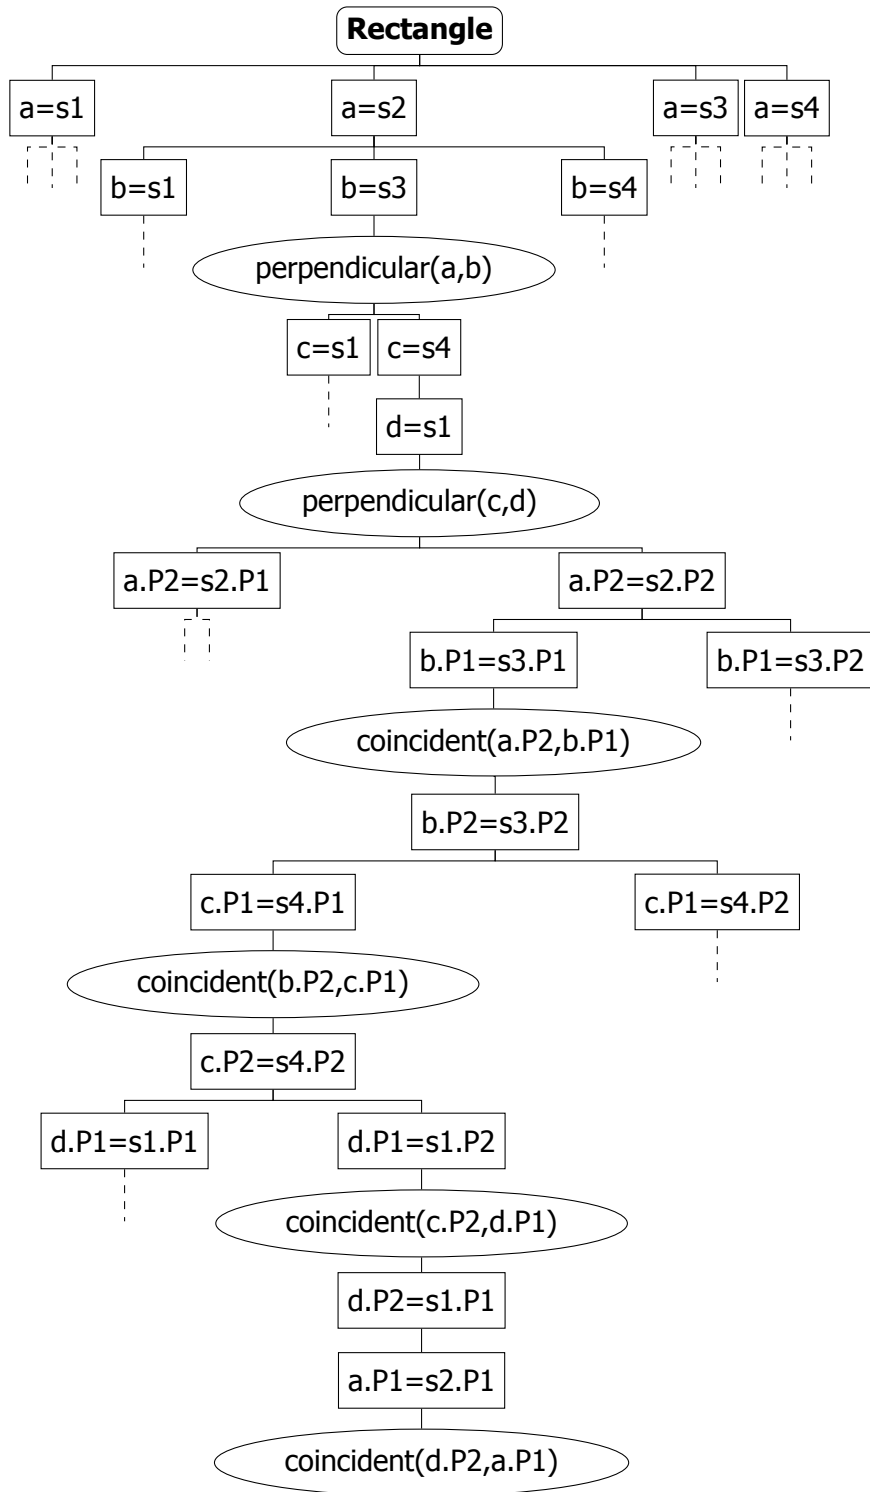 Rectangle
a=s1
a=s2
a=s3
a=s4
b=s1
b=s3
b=s4
perpendicular(a,b)
c=s1
c=s4
d=s1
perpendicular(c,d)
a.P2=s2.P1
a.P2=s2.P2
b.P1=s3.P1
b.P1=s3.P2
coincident(a.P2,b.P1)
b.P2=s3.P2
c.P1=s4.P1
c.P1=s4.P2
coincident(b.P2,c.P1)
c.P2=s4.P2
d.P1=s1.P1
d.P1=s1.P2
coincident(c.P2,d.P1)
d.P2=s1.P1
a.P1=s2.P1
coincident(d.P2,a.P1)